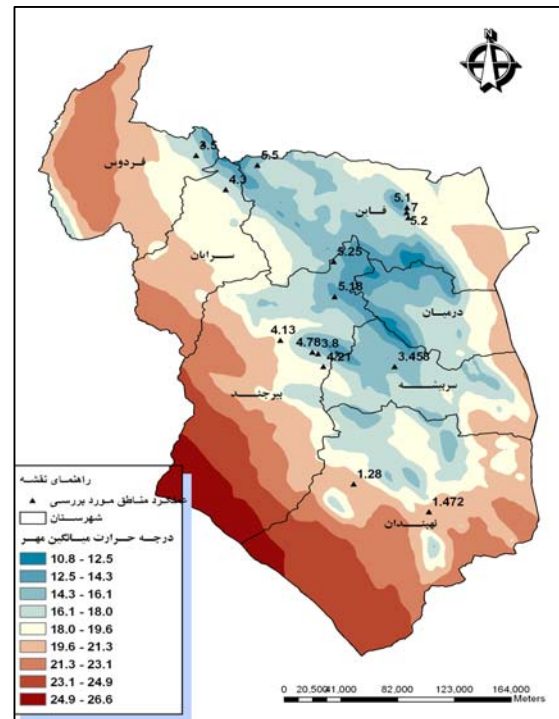 N
فردوس
3.5
5.5
4.3
5.1
7
5.2
قاین
سرایان
5.25
5.18
درمیان
4.13
4.78
3.8
4.21
3.458
سربیشه
بیرجند
1.28
1.472
نهبندان
راهنمای نقشه
عملکرد مناطق مورد بررسی
شهرستان
درجه حرارت میانگین مهر
10.8 - 12.5
12.5 - 14.3
14.3 - 16.1
16.1 - 18.0
18.0 - 19.6
19.6 - 21.3
21.3 - 23.1
23.1 - 24.9
24.9 - 26.6
0 20,500 41,000 82,000 123,000 164,000
Meters